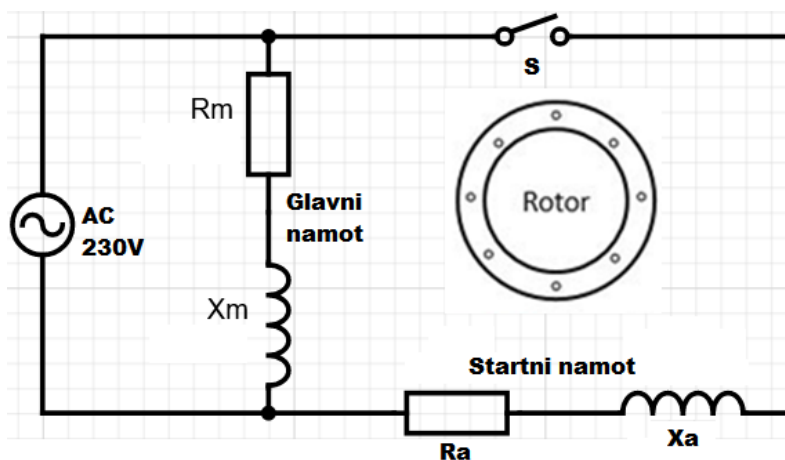 S
Rm
Rotor
Glavni
namot
AC
230V
Xm
Startni namot
Ra
Xa